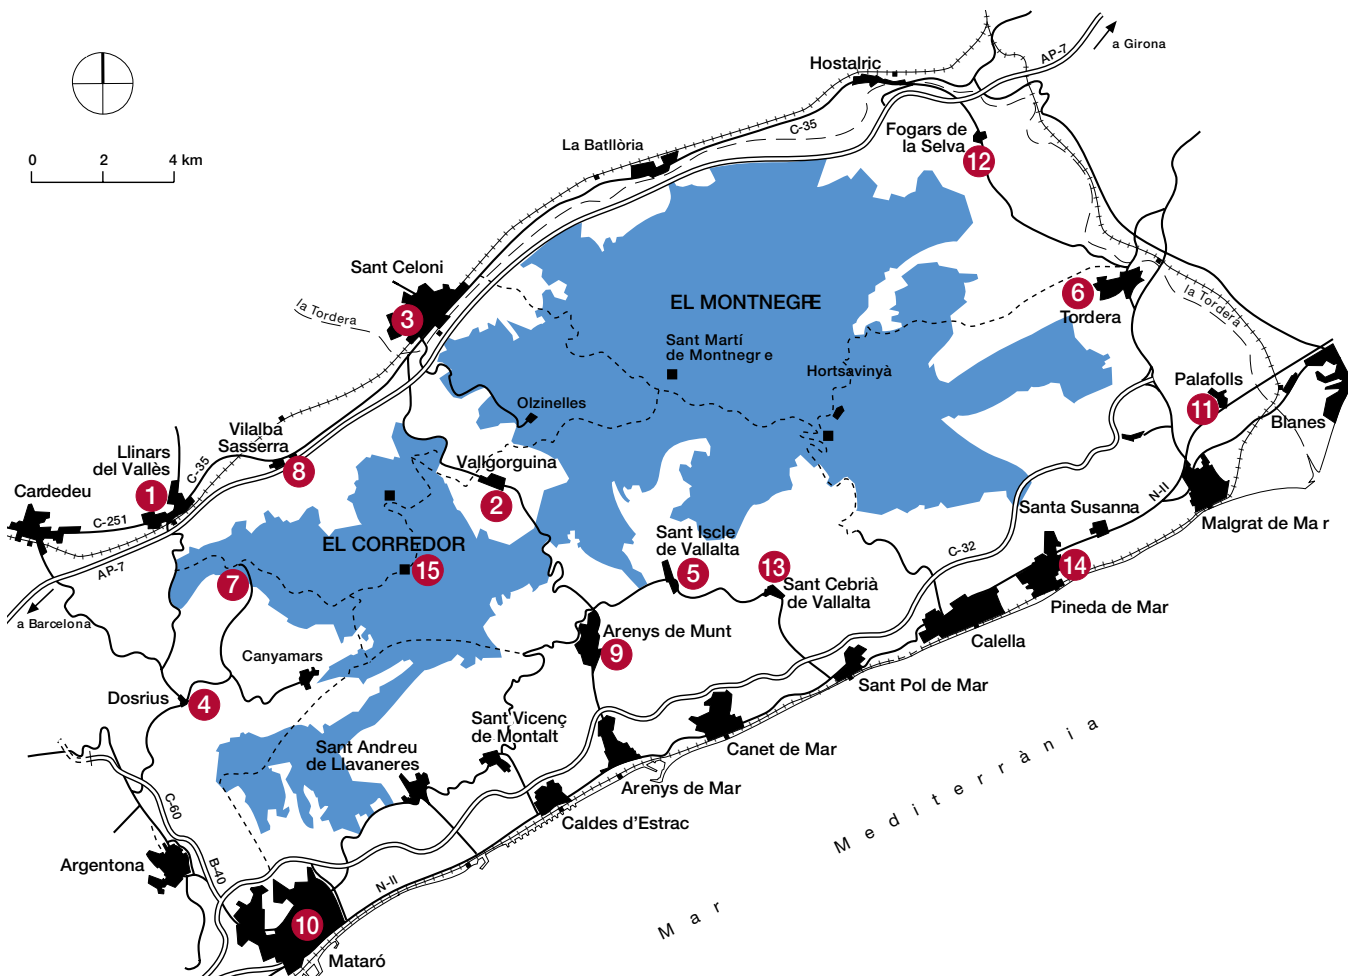 a Girona
AP-7
Hostalric
C-35
La Batllòria
Fogars de
la Selva
12
0 2 4 km
Sant Celoni
la Tordera
3
EL MONTNEGRE
6
Tordera
la Tordera
Sant Martí
de Montnegre
Hortsavinyà
Palafolls
11
Blanes
Olzinelles
Vilalba
Sasserra
8
Llinars
del Vallès
C-35
1
Cardedeu
C-251
Vallgorguina
2
N-II
Santa Susanna
Malgrat de Mar
AP-7
EL CORREDOR
15
Sant Iscle
de Vallalta
5
13
Sant Cebrià
de Vallalta
C-32
14
Pineda de Mar
7
a Barcelona
Arenys de Munt
9
Calella
Canyamars
Sant Pol de Mar
Dosrius
4
Sant Vicenç
de Montalt
Canet de Mar
Sant Andreu
de Llavaneres
Arenys de Mar
Caldes d'Estrac
C-60
Argentona
B-40
N-II
10
Mataró
Mar Mediterrània